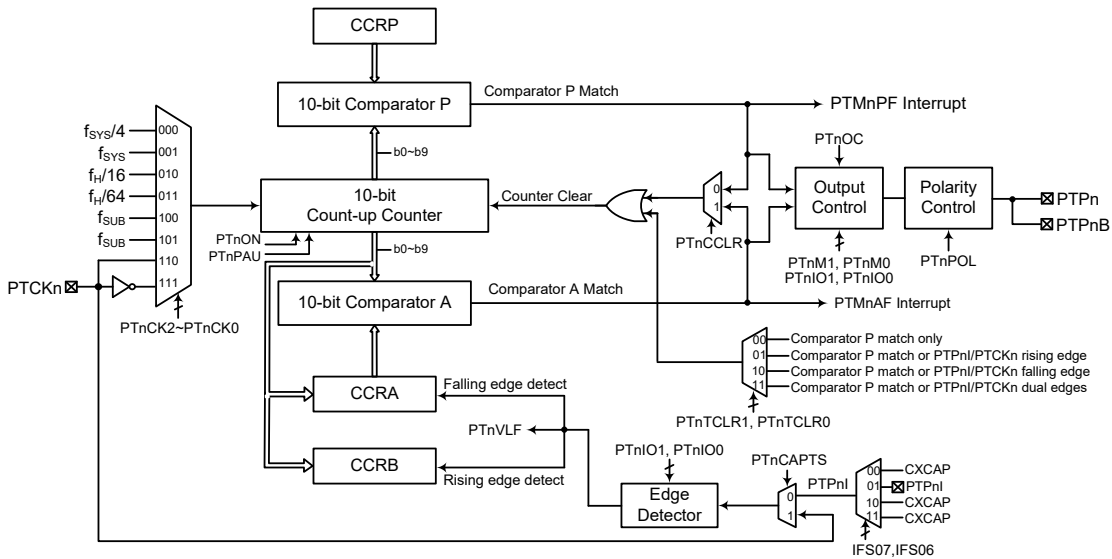 CCRP
10-bit Comparator P
Comparator P Match
PTMnPF Interrupt
b0~b9
fSYS/4
fSYS
fH/16
fH/64
fSUB
fSUB
000
001
010
011
100
101
110
111
PTCKn
PTnCK2~PTnCK0
10-bit
Count-up Counter
PTnON
PTnPAU
b0~b9
Counter Clear
0
1
PTnCCLR
PTnOC
Output
Control
PTnM1, PTnM0
PTnIO1, PTnIO0
Polarity
Control
PTnPOL
PTPn
PTPnB
10-bit Comparator A
Comparator A Match
PTMnAF Interrupt
00
01
10
11
Comparator P match only
Comparator P match or PTPnI/PTCKn rising edge
Comparator P match or PTPnI/PTCKn falling edge
Comparator P match or PTPnI/PTCKn dual edges
PTnTCLR1, PTnTCLR0
CCRA
Falling edge detect
PTnVLF
CCRB
Rising edge detect
PTnIO1, PTnIO0
Edge
Detector
PTnCAPTS
0
1
PTPnI
00
01
10
11
CXCAP
PTPnI
CXCAP
CXCAP
IFS07,IFS06